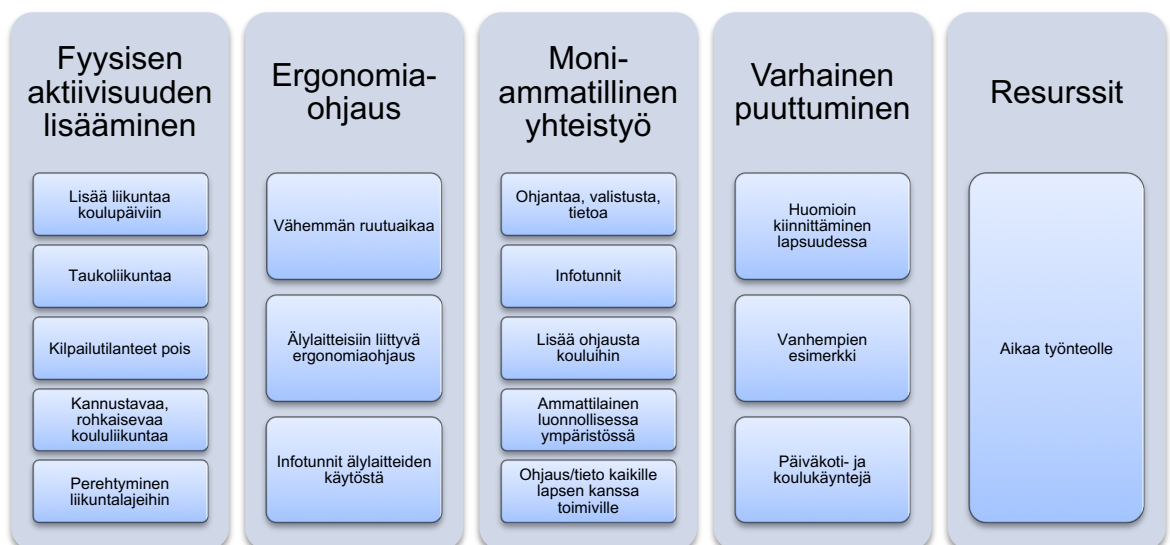 Fyysisen
aktiivisuuden
lisääminen
Lisää liikuntaa
koulupäiviin
Taukoliikuntaa
Kilpailutilanteet pois
Kannustavaa,
rohkaisevaa
koululiikuntaa
Perehtyminen
liikuntalajeihin
Ergonomia-
ohjaus
Vähemmän ruutuaikaa
Älylaitteisiin liittyvä
ergonomiaohjaus
Infotunnit älylaitteiden
käytöstä
Moni-
ammatillinen
yhteistyö
Ohjantaa, valistusta,
tietoa
Infotunnit
Lisää ohjausta
kouluihin
Ammattilainen
luonnollisessa
ympäristössä
Ohjaus/tieto kaikille
lapsen kanssa
toimiville
Varhainen
puuttuminen
Huomioin
kiinnittäminen
lapsuudessa
Vanhempien
esimerkki
Päiväkoti- ja
koulukäyntejä
Resurssit
Aikaa työnteolle